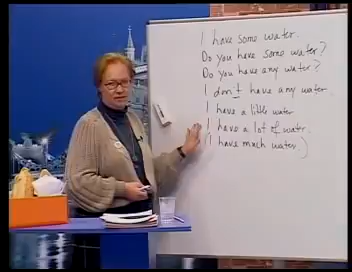 I have some water.
Do you have some water?
Do you have any water?
I don't have any water.
I have a little water
I have a lot of water.
I have much water)